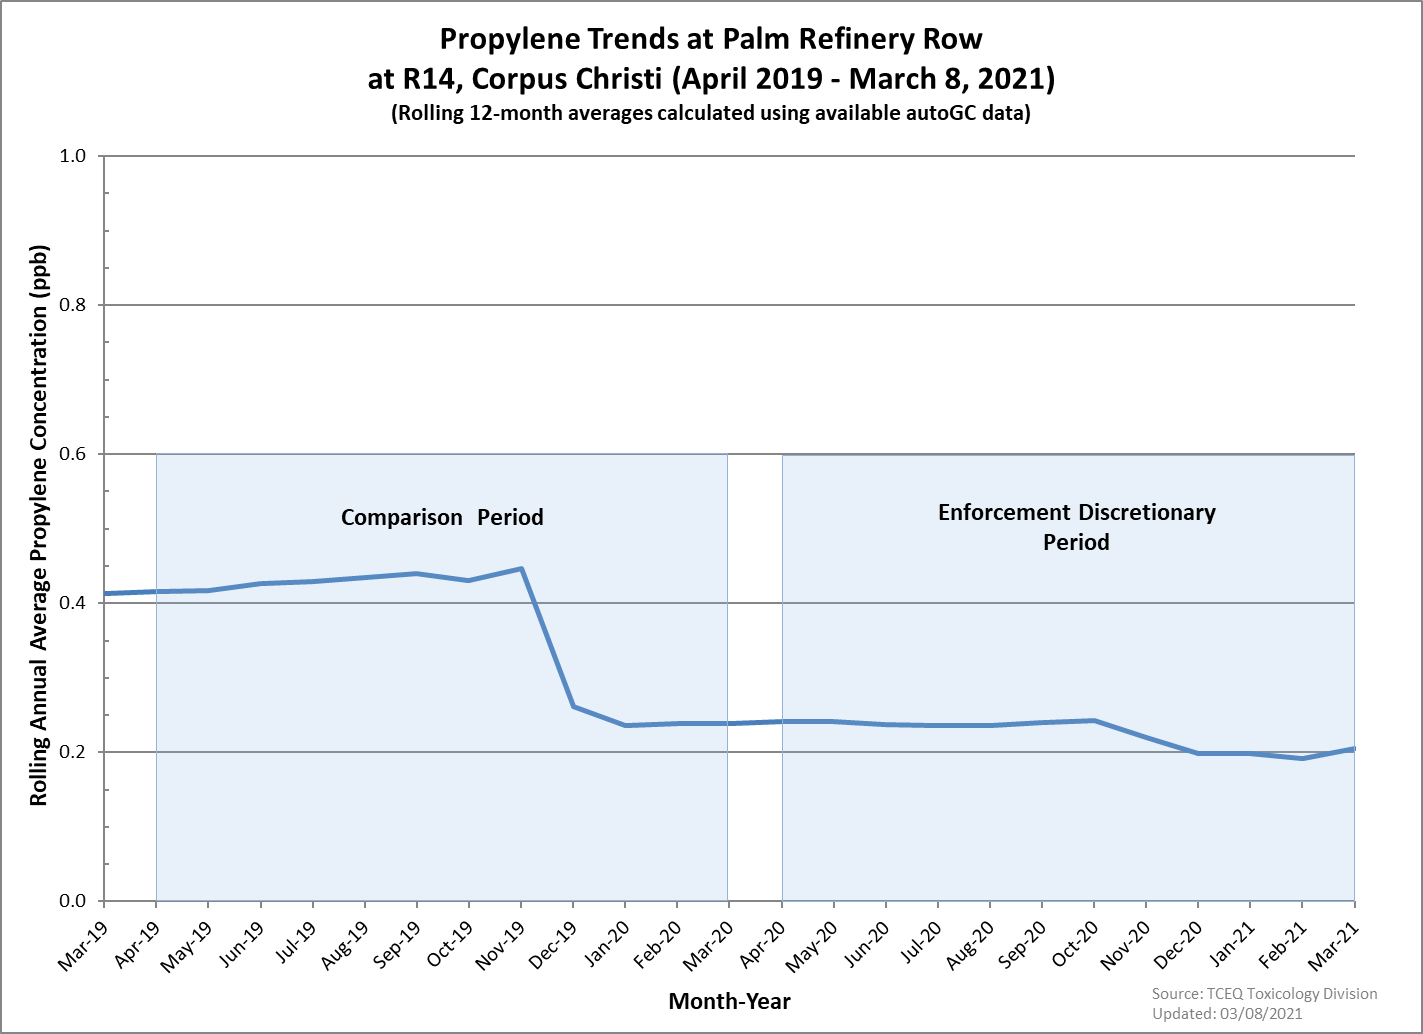 Propylene Trends at Palm Refinery Row
at R14, Corpus Christi (April 2019 - March 8, 2021)
(Rolling 12-month averages calculated using available autoGC data)
Rolling Annual Average Propylene Concentration (ppb)
1.0
0.8
0.6
0.4
0.2
0.0
Comparison Period
Enforcement Discretionary
Period
Mar-19
Apr-19
May-19
Jun-19
Jul-19
Aug-19
Sep-19
Oct-19
Nov-19
Dec-19
Jan-20
Feb-20
Mar-20
Apr-20
May-20
Jun-20
Jul-20
Aug-20
Sep-20
Oct-20
Nov-20
Dec-20
Jan-21
Feb-21
Mar-21
Month-Year
Source: TCEQ Toxicology Division
Updated: 03/08/2021